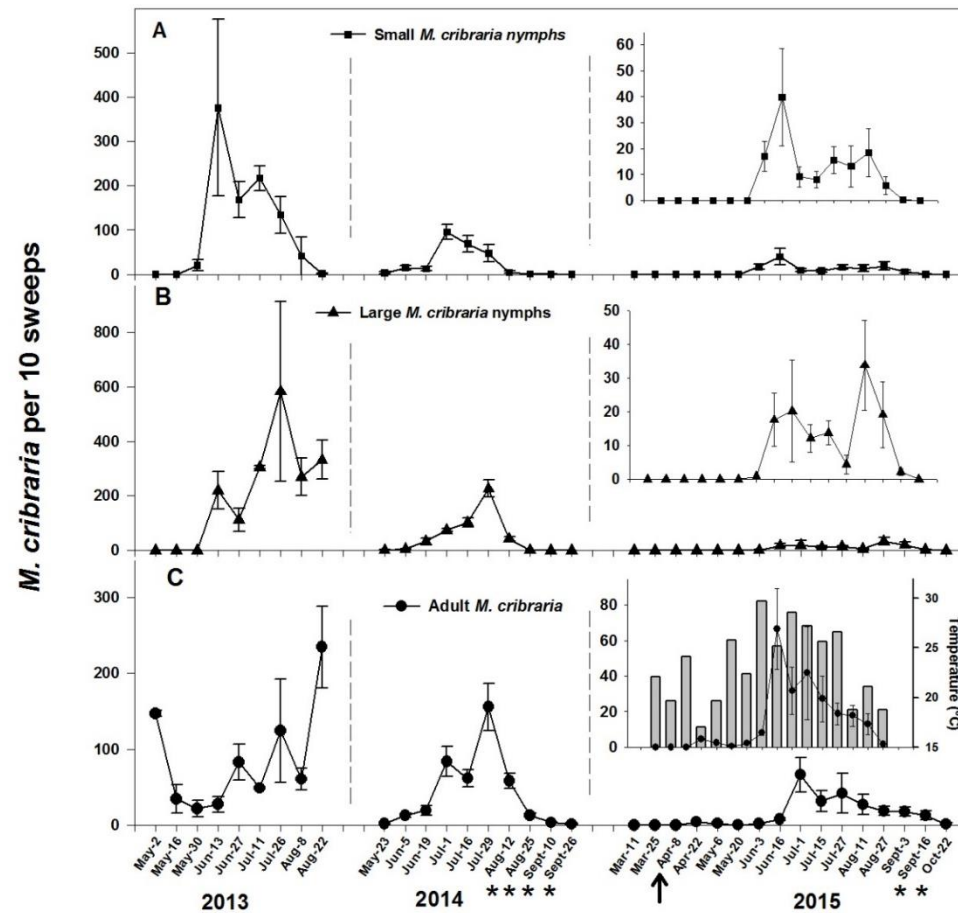 M. cribraria per 10 sweeps
A
Small M. cribraria nymphs
500
400
300
200
100
0
60
50
40
30
20
10
0
B
Large M. cribraria nymphs
800
600
400
200
0
50
40
30
20
10
0
C
Adult M. cribraria
300
200
100
0
80
60
40
20
0
30
25
20
15
Temperature (°C)
May-2
May-16
May-30
Jun-13
Jun-27
Jul-11
Jul-26
Aug-8
Aug-22
May-23
Jun-5
Jun-19
Jul-1
Jul-16
Jul-29
Aug-12
Aug-25
Sept-10
Sept-26
Mar-11
Mar-25
Apr-8
Apr-22
May-6
May-20
Jun-3
Jun-16
Jul-1
Jul-15
Jul-27
Aug-11
Aug-27
Sept-3
Sept-16
Oct-22
2013
2014
* * * *
2015
* *